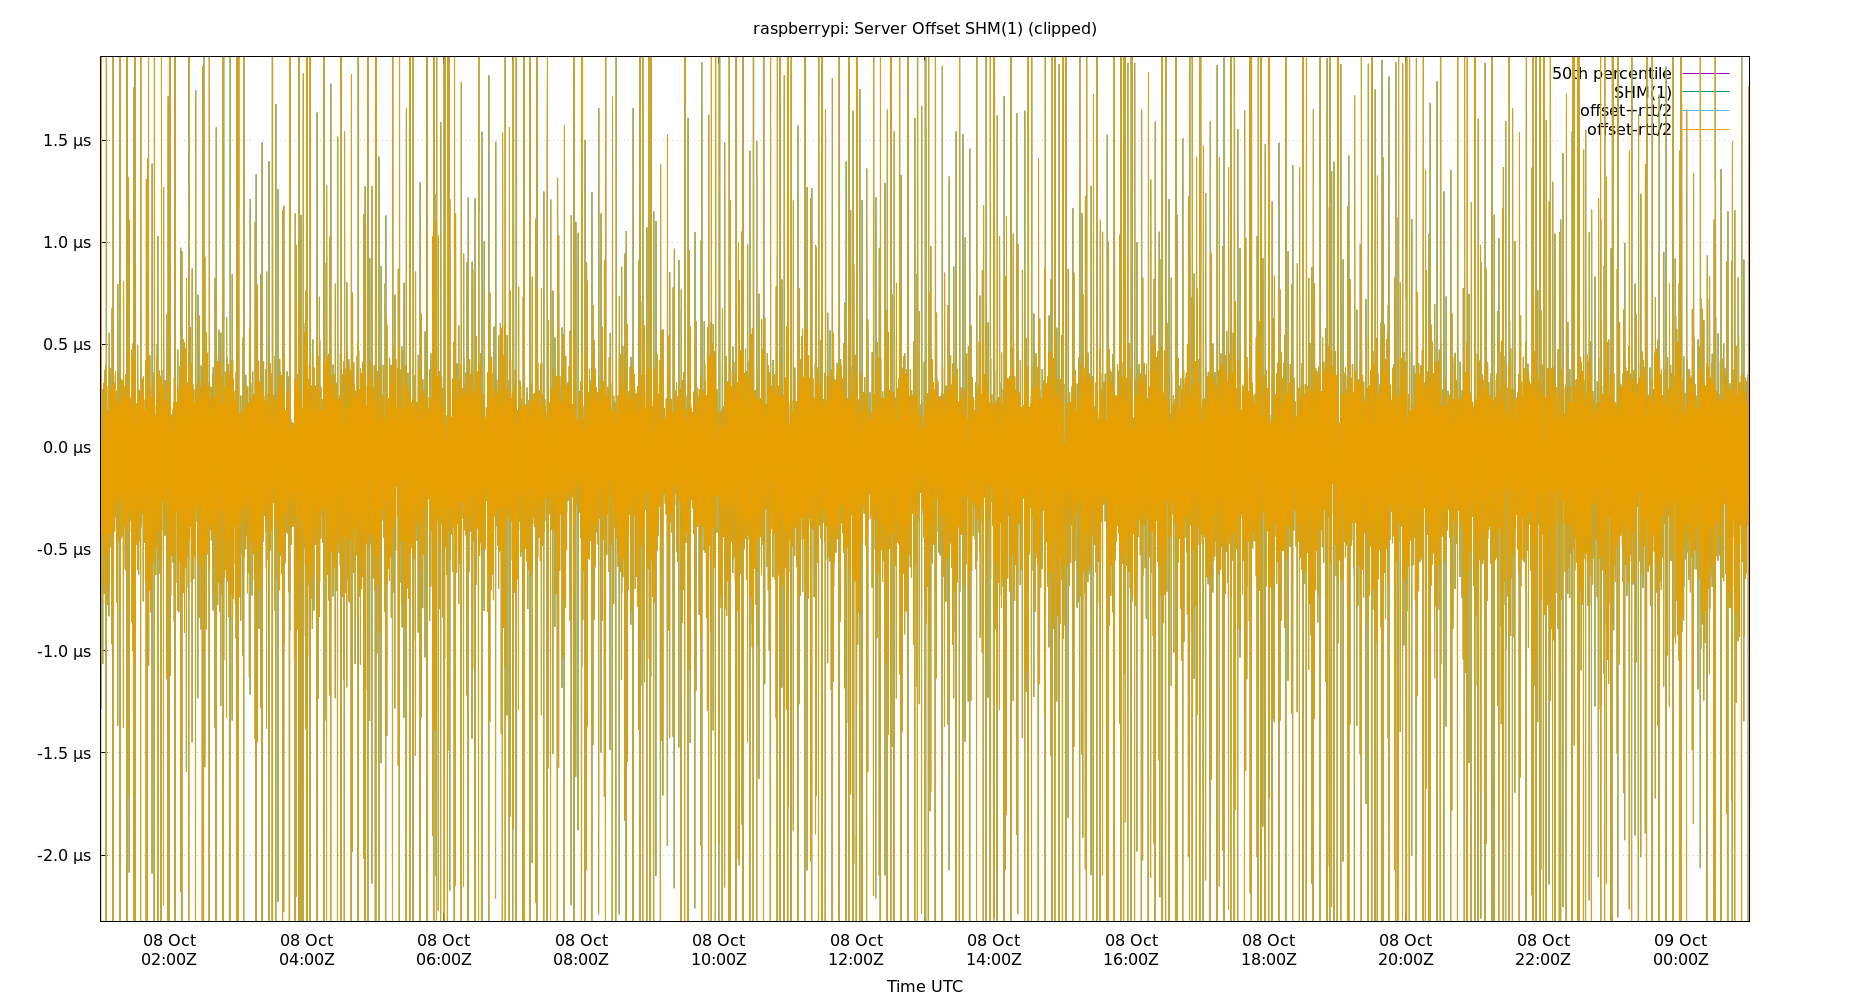 raspberrypi: Server Offset SHM(1) (clipped)
50th percentile
SHM(1)
offset+-rtt/2
offset-rtt/2
1.5 µs
1.0 µs
0.5 µs
0.0 µs
-0.5 µs
-1.0 µs
-1.5 µs
-2.0 µs
08 Oct 08 Oct 08 Oct 08 Oct 08 Oct 08 Oct 08 Oct 08 Oct 08 Oct 08 Oct 08 Oct 09 Oct
02:00Z 04:00Z 06:00Z 08:00Z 10:00Z 12:00Z 14:00Z 16:00Z 18:00Z 20:00Z 22:00Z 00:00Z
Time UTC